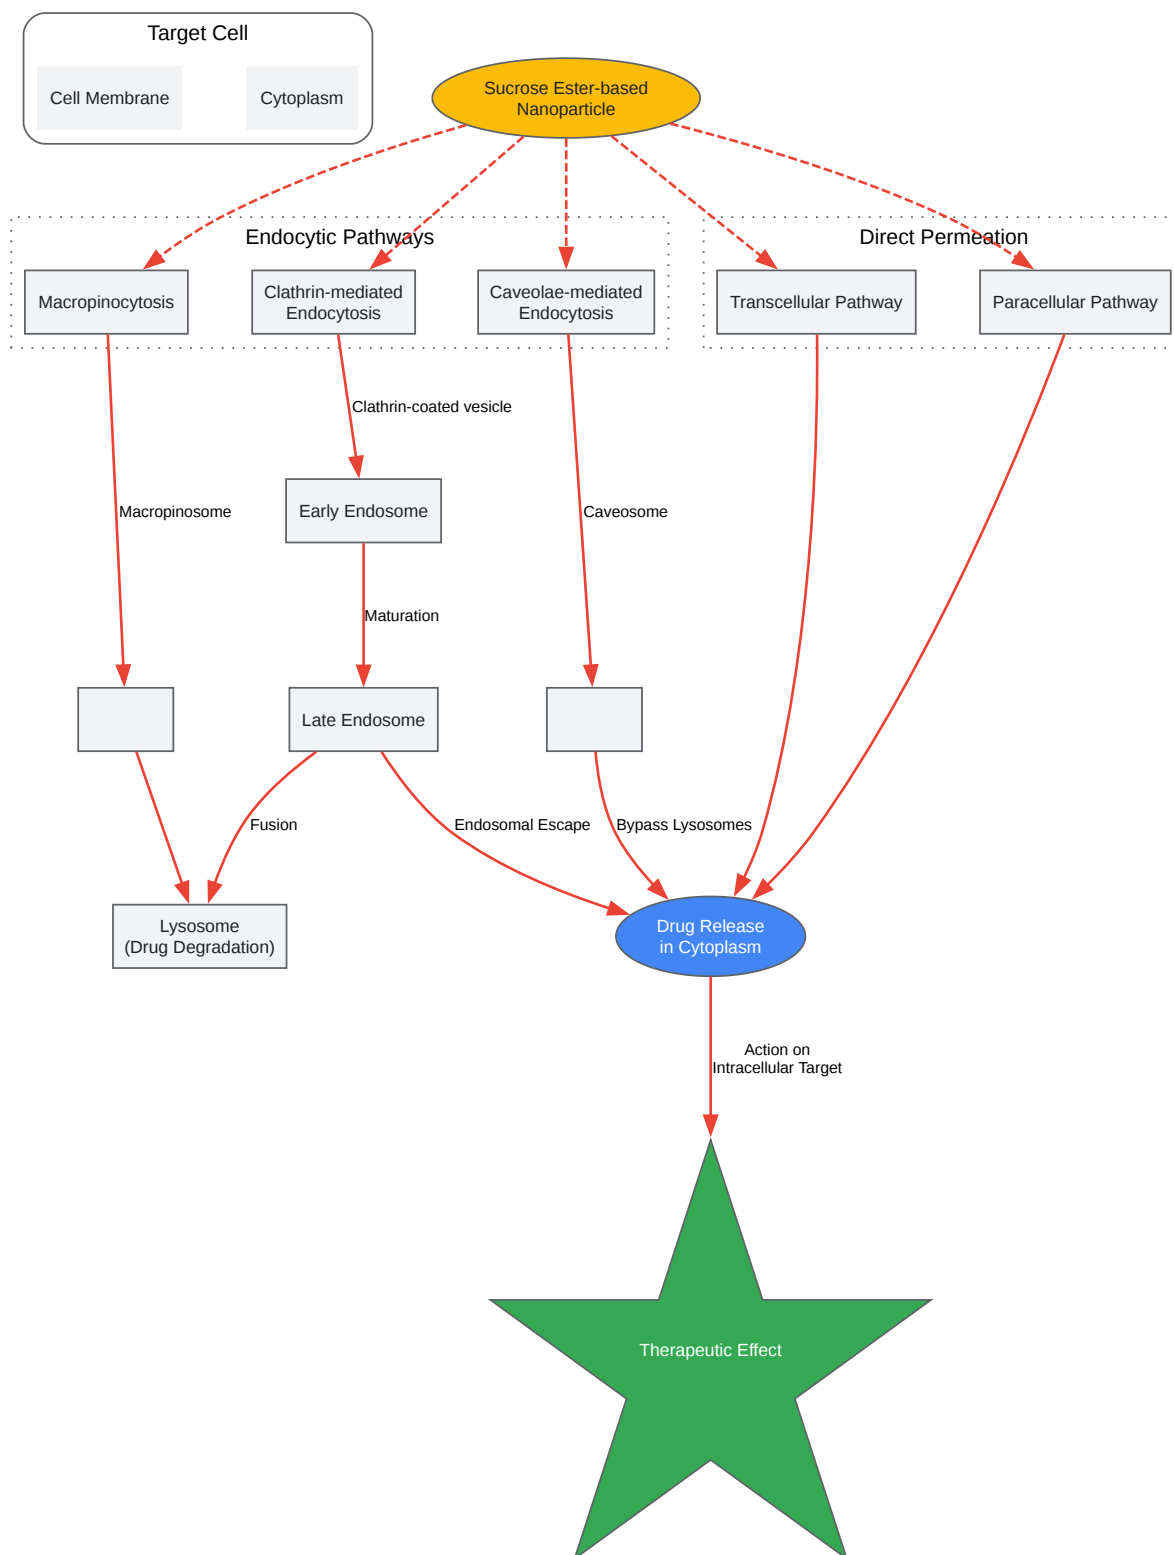 Target Cell
Cell Membrane
Cytoplasm
Sucrose Ester-based
Nanoparticle
Endocytic Pathways
Direct Permeation
Macropinocytosis
Clathrin-mediated
Endocytosis
Caveolae-mediated
Endocytosis
Transcellular Pathway
Paracellular Pathway
Clathrin-coated vesicle
Macropinosome
Early Endosome
Caveosome
Maturation
Late Endosome
Fusion
Endosomal Escape
Bypass Lysosomes
Lysosome
(Drug Degradation)
Drug Release
in Cytoplasm
Action on
Intracellular Target
Therapeutic Effect